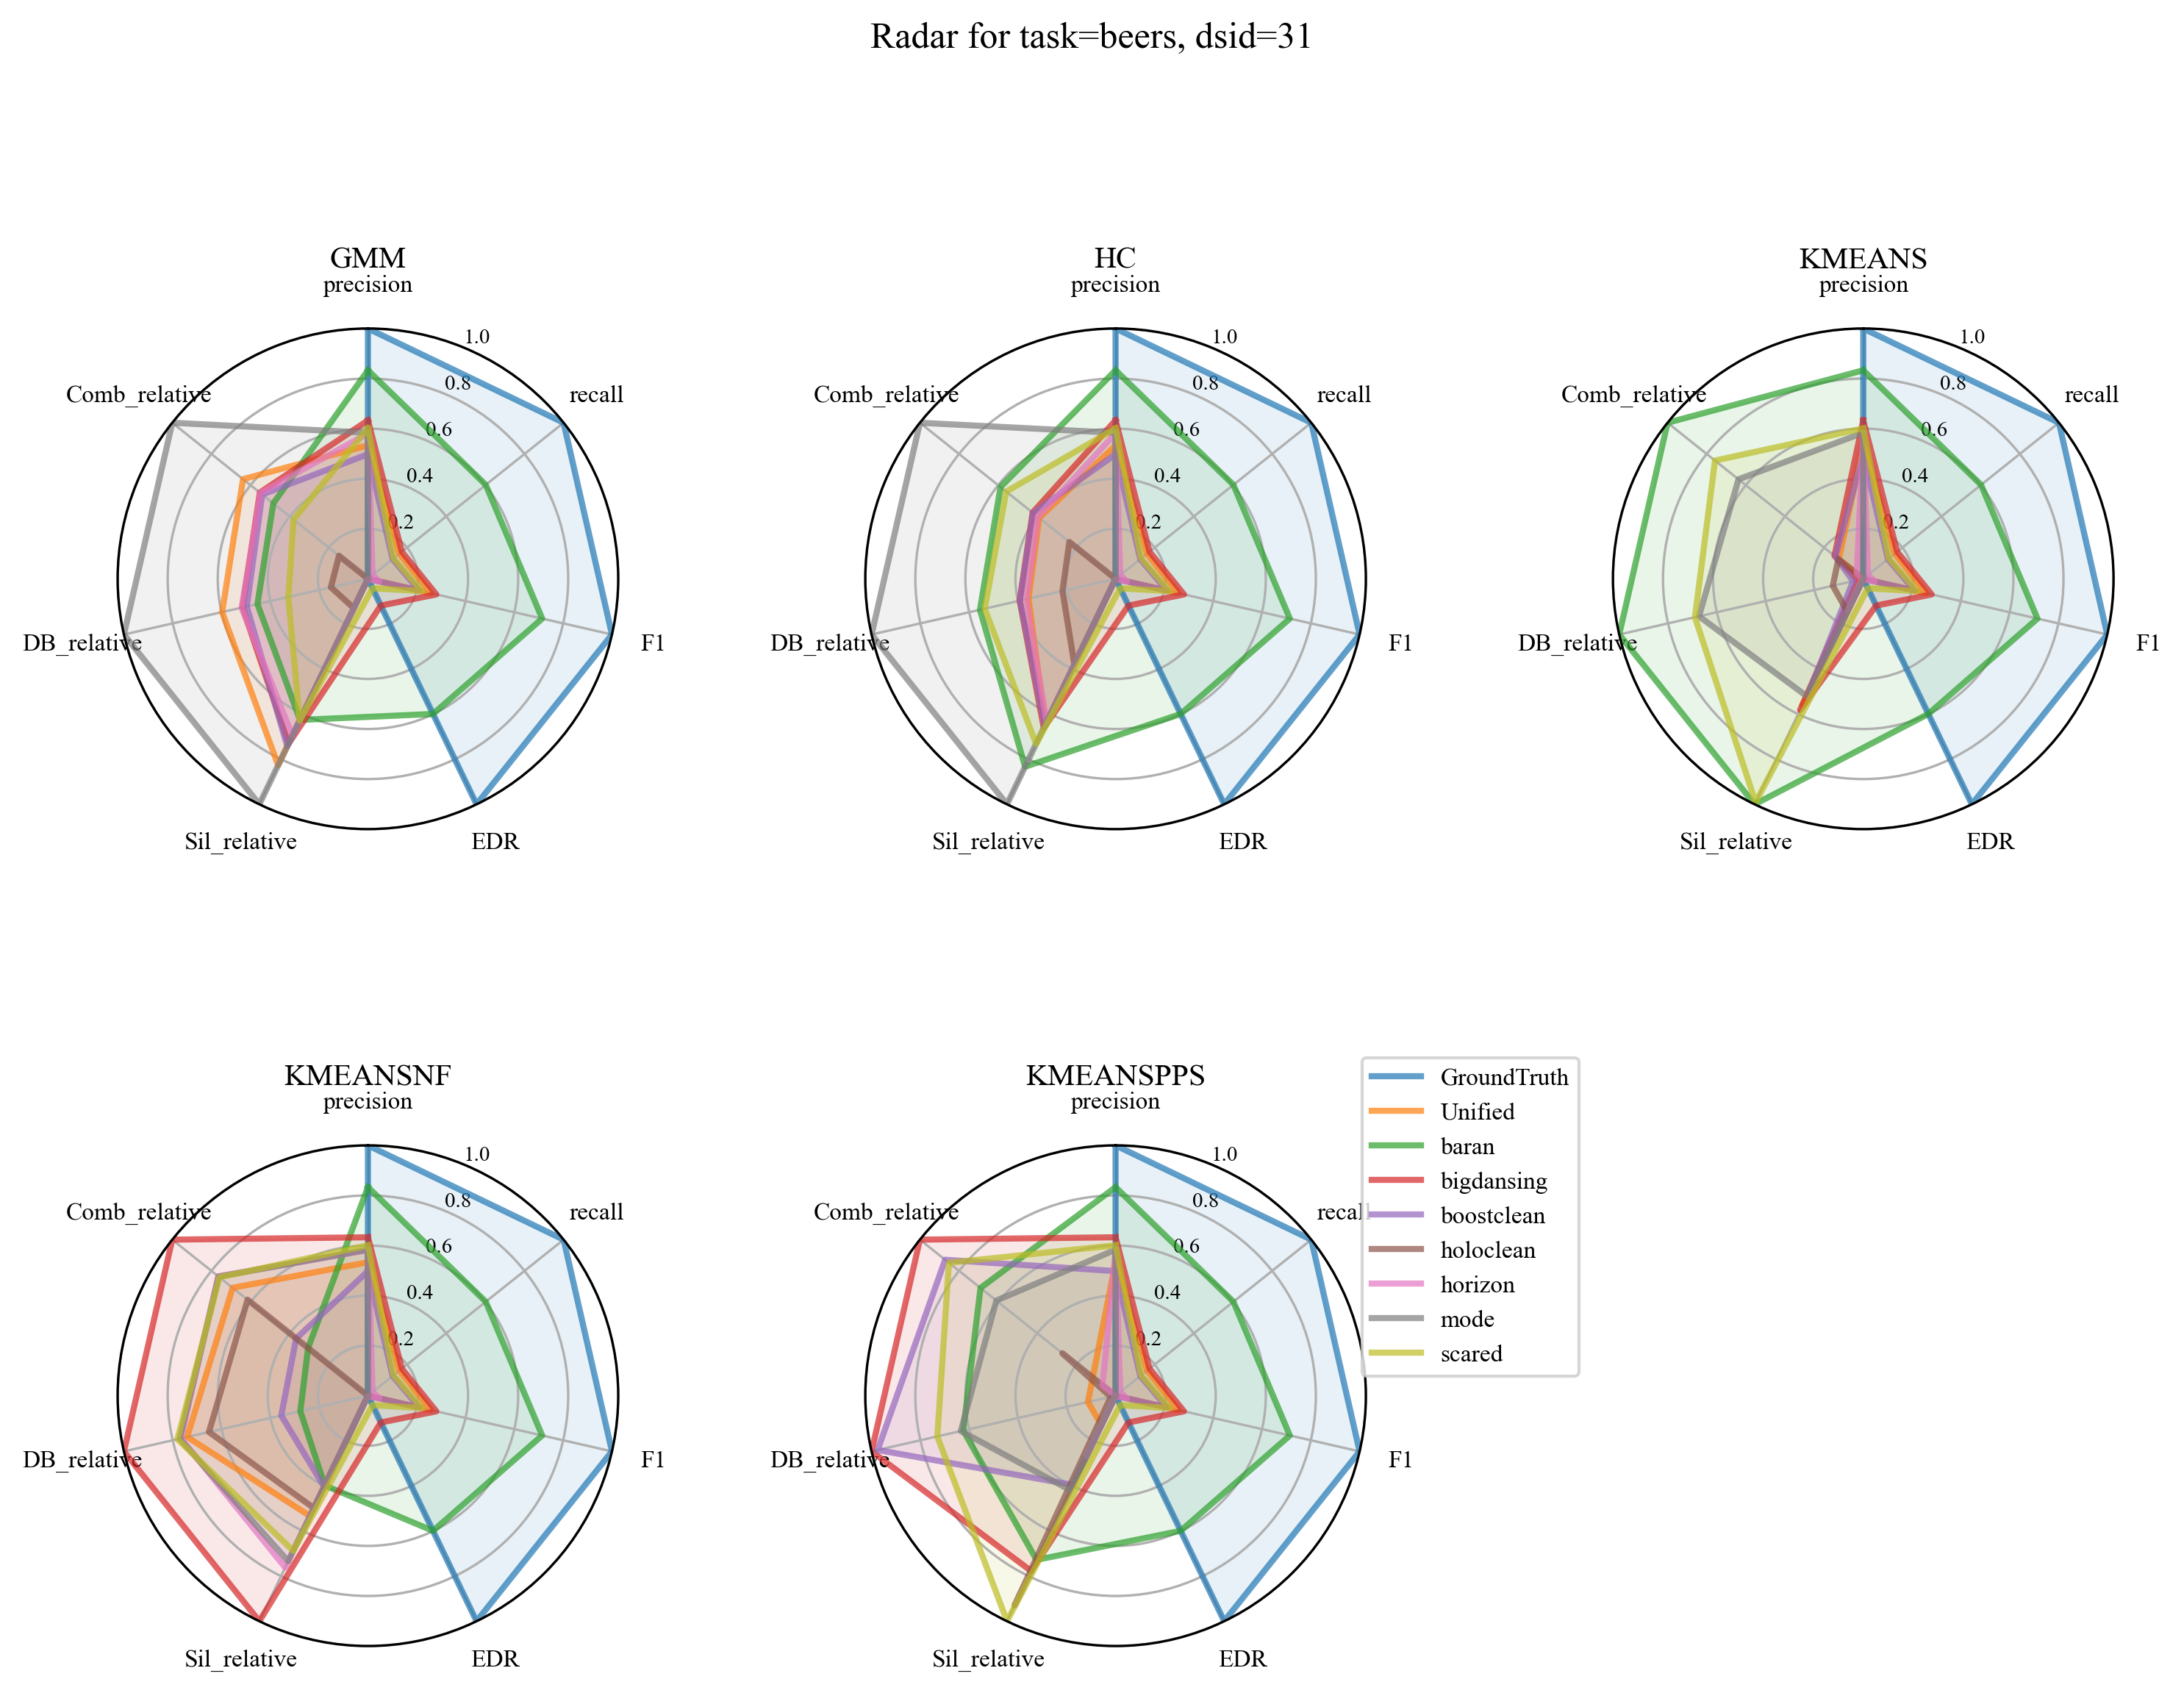 Radar for task=beers, dsid=31
GMM
precision
1.0
recall
0.8
0.6
0.4
0.2
Comb_relative
DB_relative
F1
Sil_relative
EDR
HC
precision
1.0
recall
0.8
0.6
0.4
0.2
Comb_relative
DB_relative
F1
Sil_relative
EDR
KMEANS
precision
1.0
recall
0.8
0.6
0.4
0.2
Comb_relative
DB_relative
F1
Sil_relative
EDR
KMEANSNF
precision
1.0
recall
0.8
0.6
0.4
0.2
Comb_relative
DB_relative
F1
Sil_relative
EDR
KMEANSPPS
precision
1.0
recall
0.8
0.6
0.4
0.2
Comb_relative
DB_relative
F1
Sil_relative
EDR
GroundTruth
Unified
baran
bigdansing
boostclean
holoclean
horizon
mode
scared